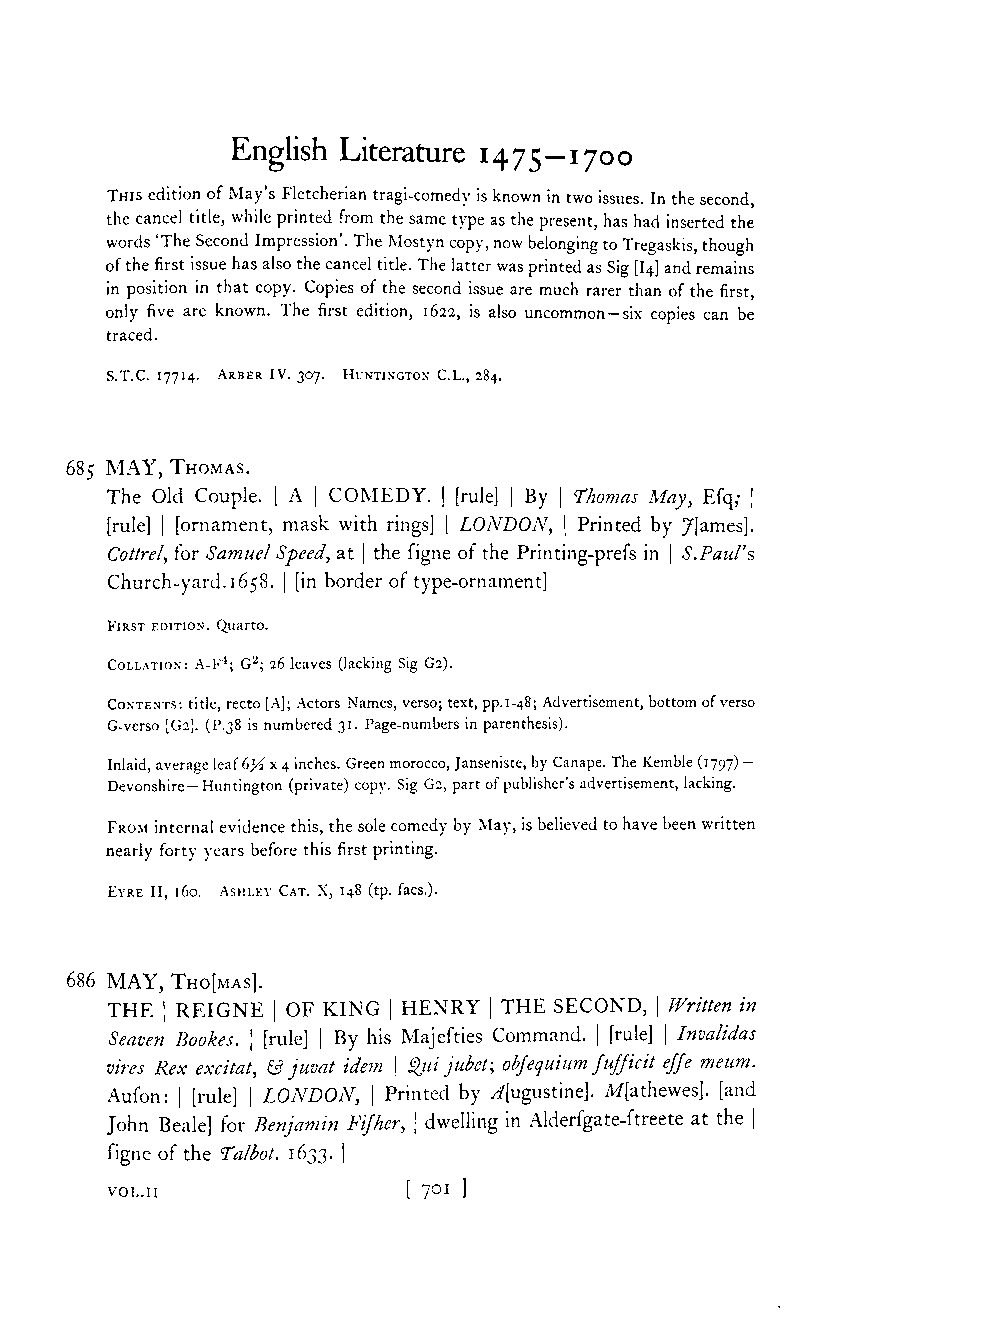 English Literature 1475–1700
THIS edition of May's Fletcherian tragi-comedy is known in two issues. In the second,
the cancel title, while printed from the same type as the present, has had inserted the
words 'The Second Impression'. The Mostyn copy, now belonging to Tregaskis, though
of the first issue has also the cancel title. The latter was printed as Sig [I4] and remains
in position in that copy. Copies of the second issue are much rarer than of the first,
only five are known. The first edition, 1622, is also uncommon—six copies can be
traced.
S.T.C. 17714. ARBER IV. 307. HUNTINGTON C.L., 284.
685 MAY, THOMAS.
The Old Couple. | A | COMEDY. | [rule] | By | Thomas May, Eſq; |
[rule] | [ornament, mask with rings] | LONDON, | Printed by J[ames].
Cottrel, for Samuel Speed, at | the ſigne of the Printing-preſs in | S.Paul's
Church-yard.1658. | [in border of type-ornament]
FIRST EDITION. Quarto.
COLLATION: A-F⁴; G²; 26 leaves (lacking Sig G2).
CONTENTS: title, recto [A]; Actors Names, verso; text, pp.1-48; Advertisement, bottom of verso
G-verso [G2]. (P.38 is numbered 31. Page-numbers in parenthesis).
Inlaid, average leaf 6½ x 4 inches. Green morocco, Janseniste, by Canape. The Kemble (1797)—
Devonshire—Huntington (private) copy. Sig G2, part of publisher's advertisement, lacking.
FROM internal evidence this, the sole comedy by May, is believed to have been written
nearly forty years before this first printing.
EYRE II, 160. ASHLEY CAT. X, 148 (tp. facs.).
686 MAY, THO[MAS].
THE | REIGNE | OF KING | HENRY | THE SECOND, | Written in
Seaven Bookes. | [rule] | By his Majeſties Command. | [rule] | Invalidas
vires Rex excitat, & juvat idem | Qui jubet; obſequium ſufficit eſſe meum.
Auſon: | [rule] | LONDON, | Printed by A[ugustine]. M[athewes]. [and
John Beale] for Benjamin Fiſher, | dwelling in Alderſgate-ſtreete at the |
ſigne of the Talbot. 1633. |
VOL.II [ 701 ]